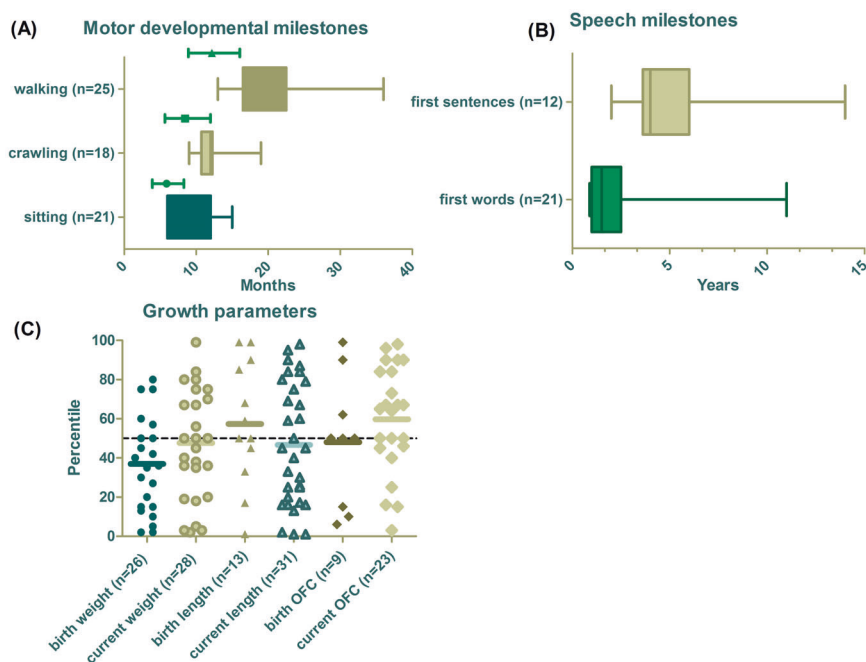 (A)
Motor developmental milestones
walking (n=25)
crawling (n=18)
sitting (n=21)
0
10
20
30
40
Months
(B)
Speech milestones
first sentences (n=12)
first words (n=21)
0
5
10
15
Years
(C)
Growth parameters
Percentile
100
80
60
40
20
0
birth weight (n=26)
current weight (n=28)
birth length (n=13)
current length (n=31)
birth OFC (n=9)
current OFC (n=23)